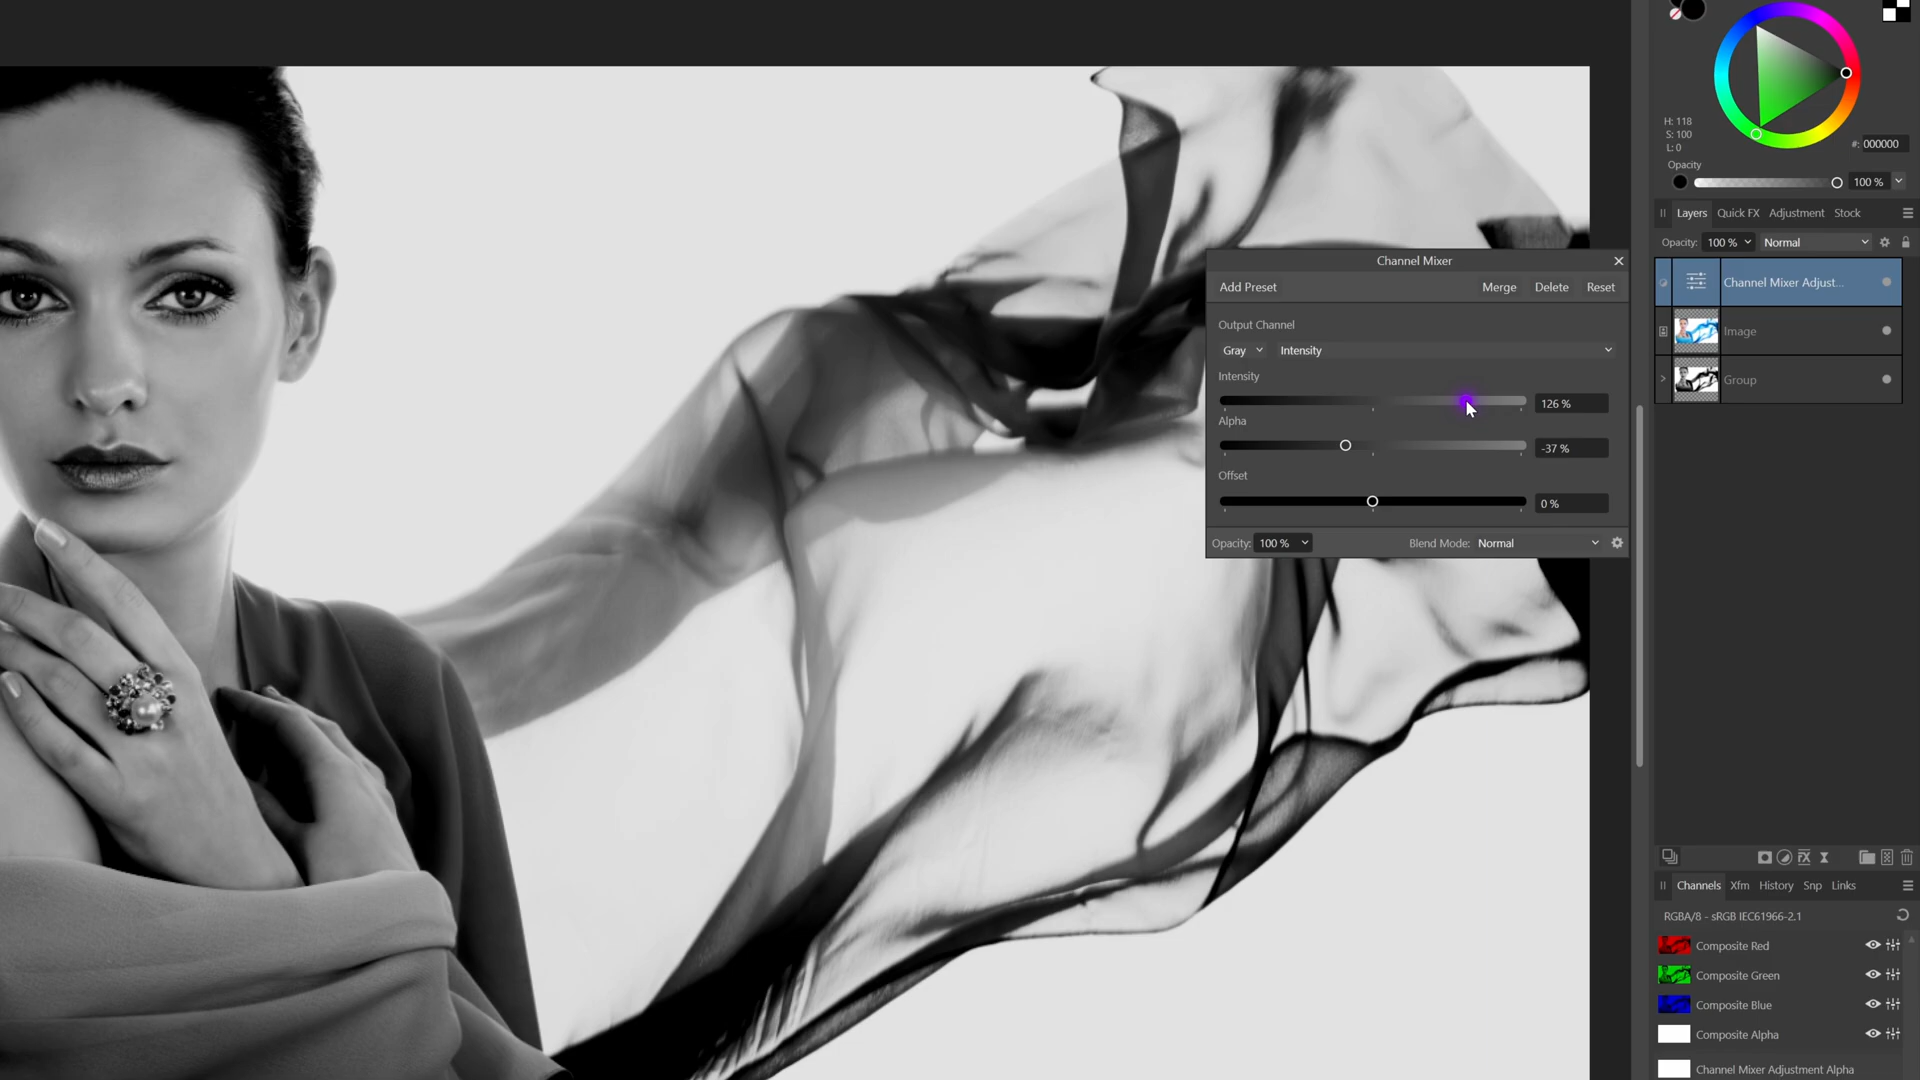 H: 118
S: 100
L: 0
#: 000000
Opacity
100 %
Layers Quick FX Adjustment Stock
Opacity: 100 % Normal
Channel Mixer Adjust...
Image
Group
Channel Mixer
Add Preset Merge Delete Reset
Output Channel
Gray Intensity
Intensity
126 %
Alpha
-37 %
Offset
0 %
Opacity: 100 % Blend Mode: Normal
FX
Channels Xfm History Snp Links
RGBA/8 - sRGB IEC61966-2.1
Composite Red
Composite Green
Composite Blue
Composite Alpha
Channel Mixer Adjustment Alpha